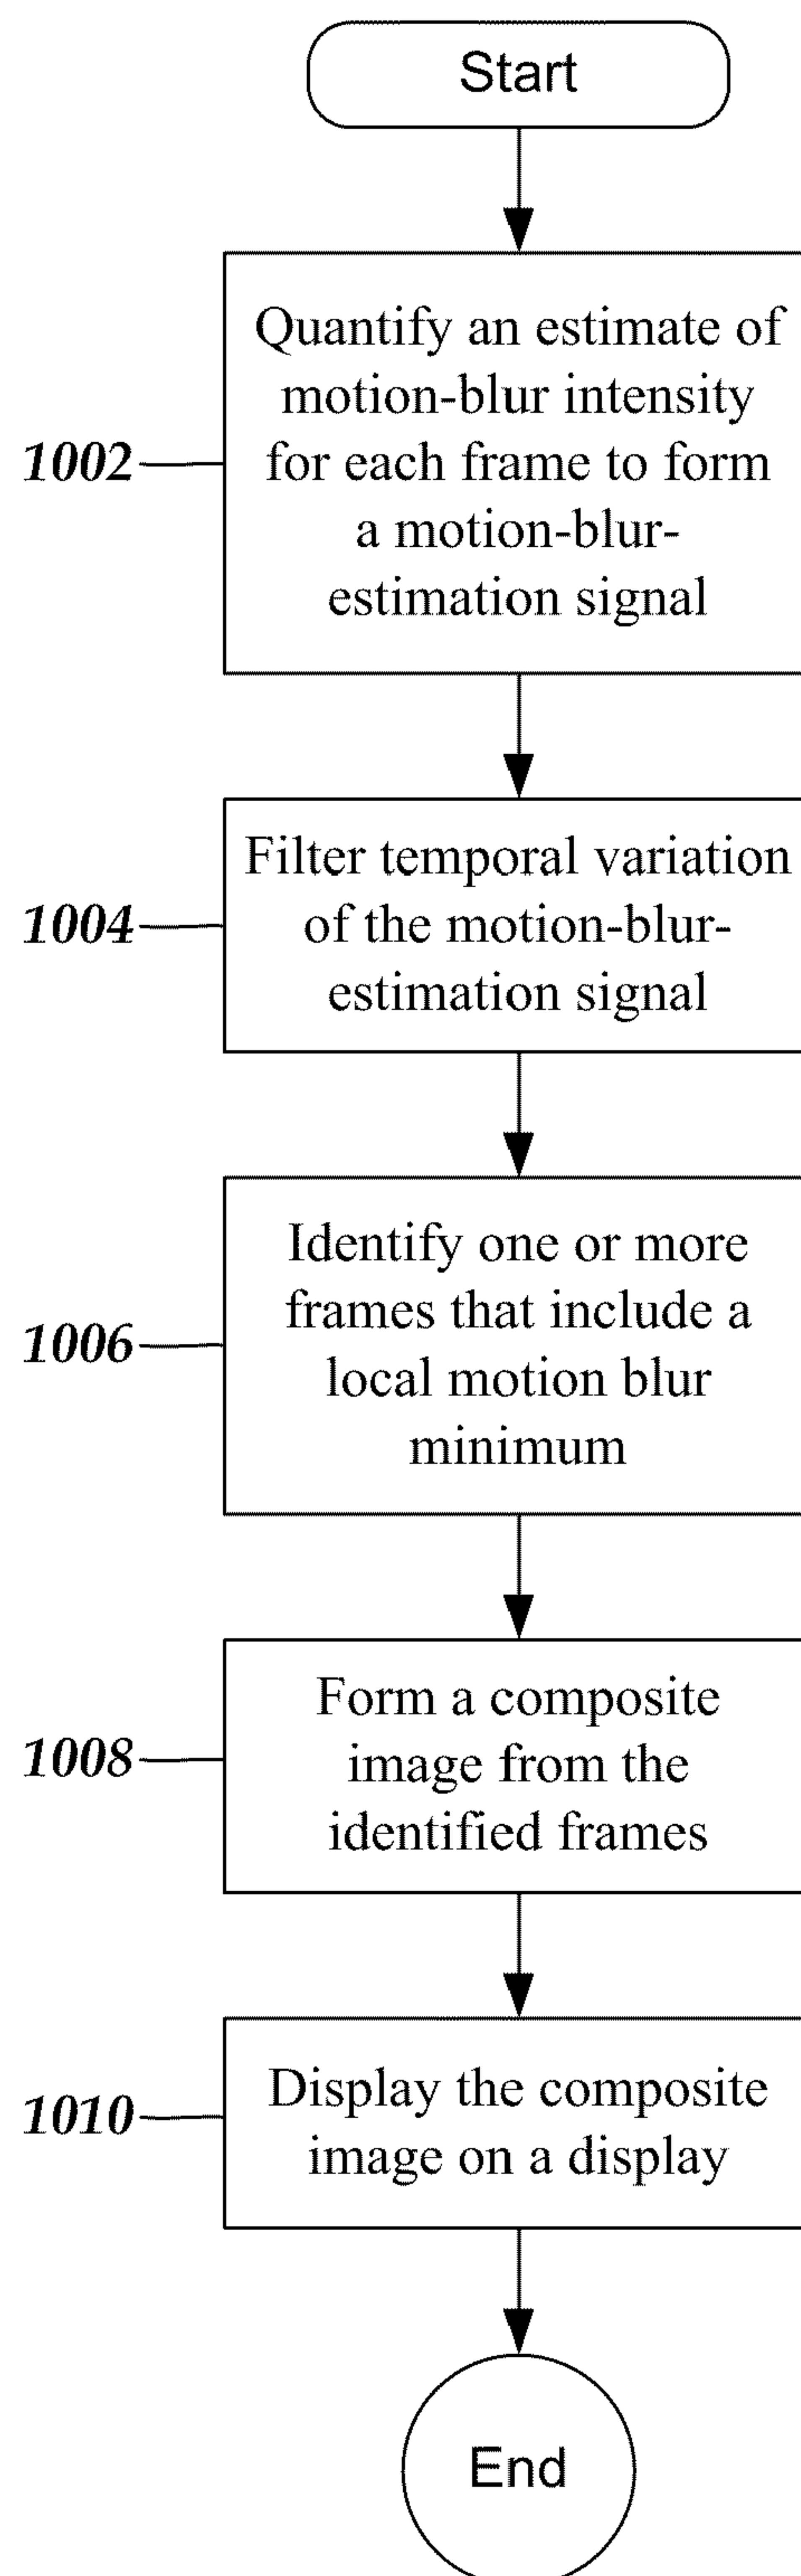 Start
Quantify an estimate of
motion-blur intensity
for each frame to form
a motion-blur-
estimation signal
1002
Filter temporal variation
of the motion-blur-
estimation signal
1004
Identify one or more
frames that include a
local motion blur
minimum
1006
Form a composite
image from the
identified frames
1008
Display the composite
image on a display
1010
End